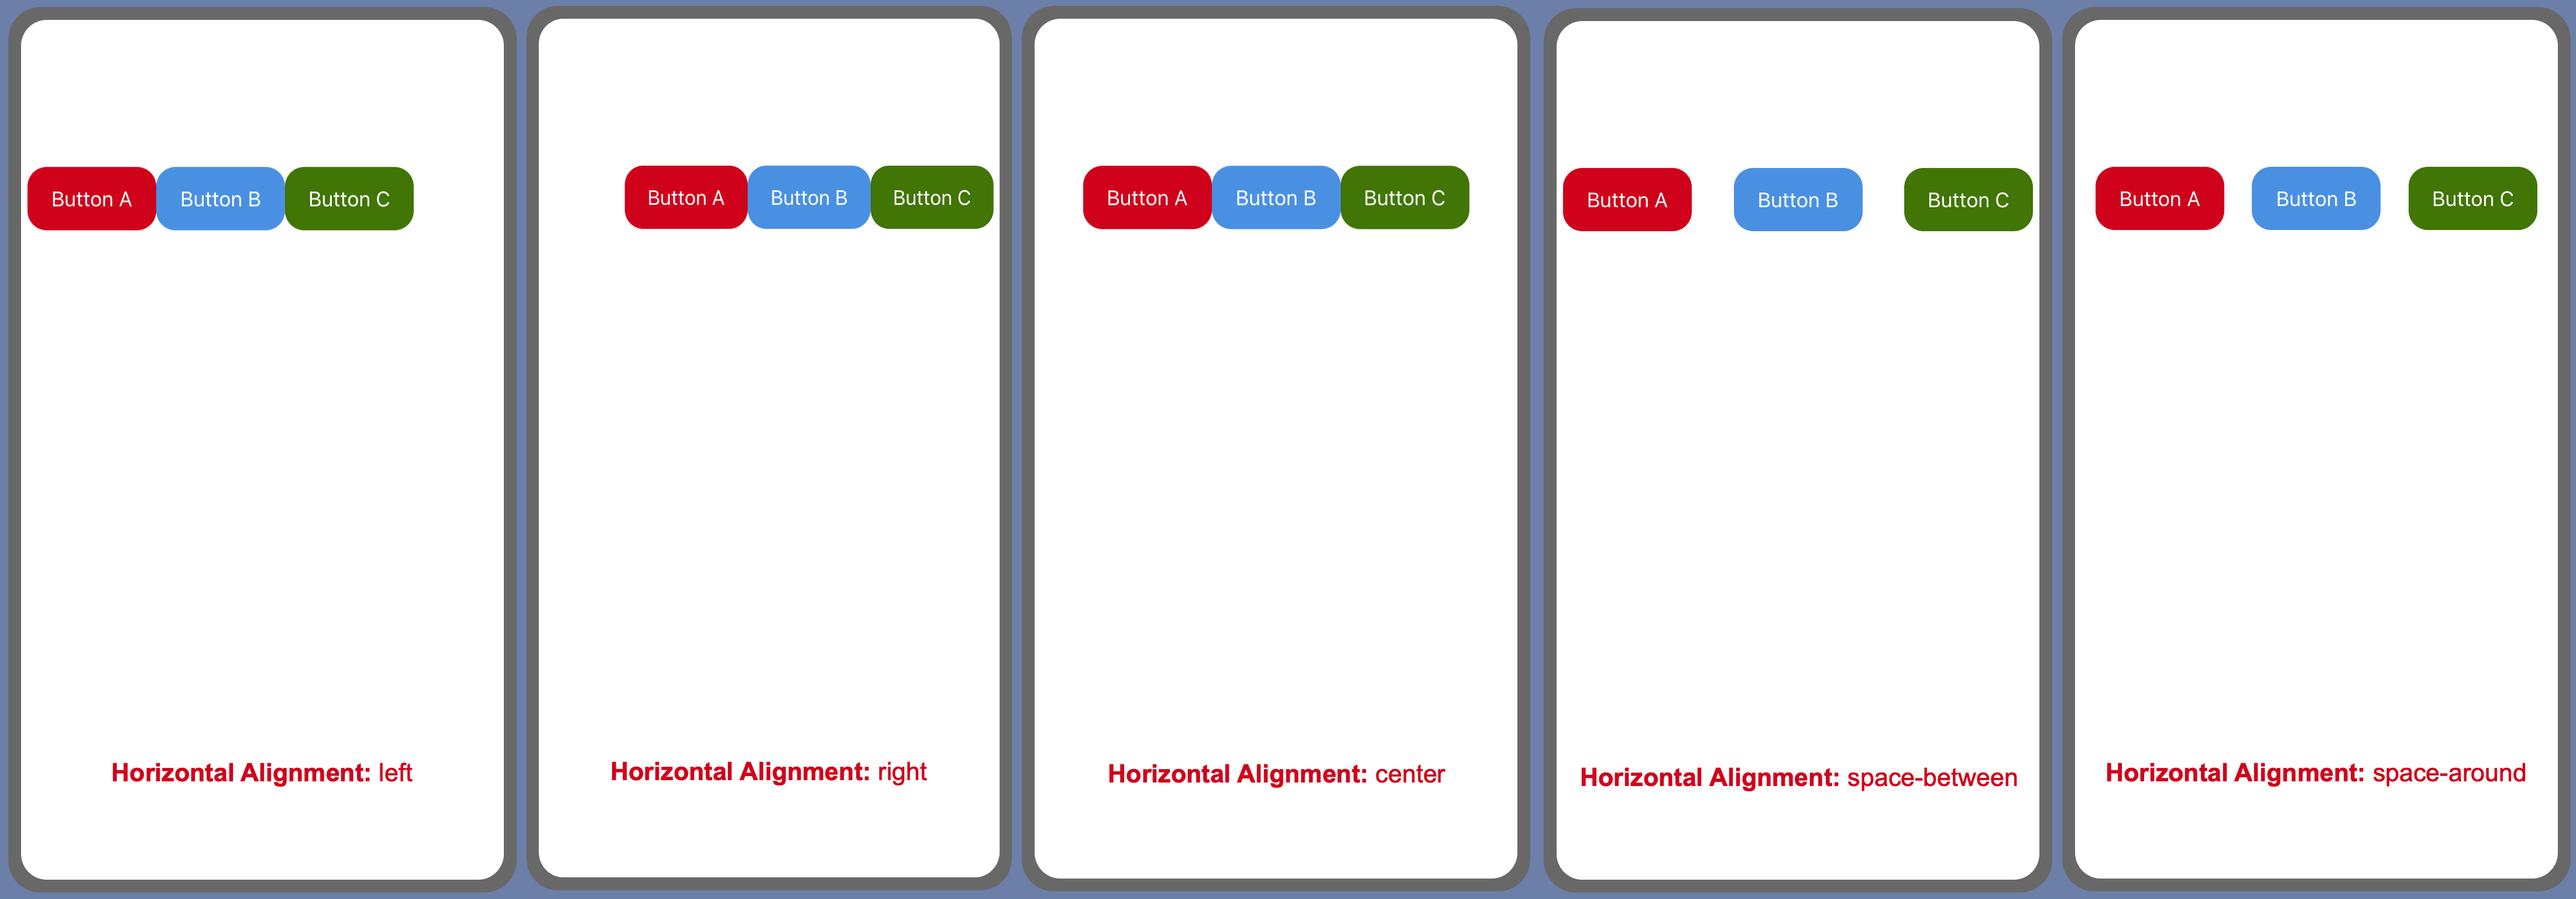 Button A Button B Button C
Horizontal Alignment: left
Button A Button B Button C
Horizontal Alignment: right
Button A Button B Button C
Horizontal Alignment: center
Button A Button B Button C
Horizontal Alignment: space-between
Button A Button B Button C
Horizontal Alignment: space-around